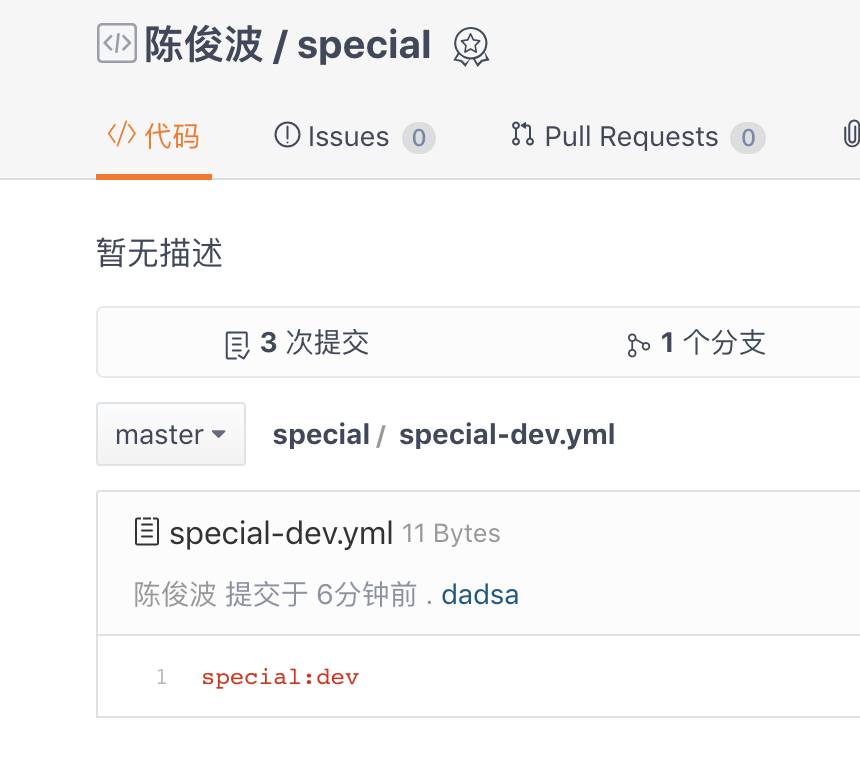 陈俊波 / special
代码 Issues 0 Pull Requests 0
暂无描述
3 次提交 1 个分支
master special / special-dev.yml
special-dev.yml 11 Bytes
陈俊波 提交于 6分钟前 . dadsa
1 special:dev